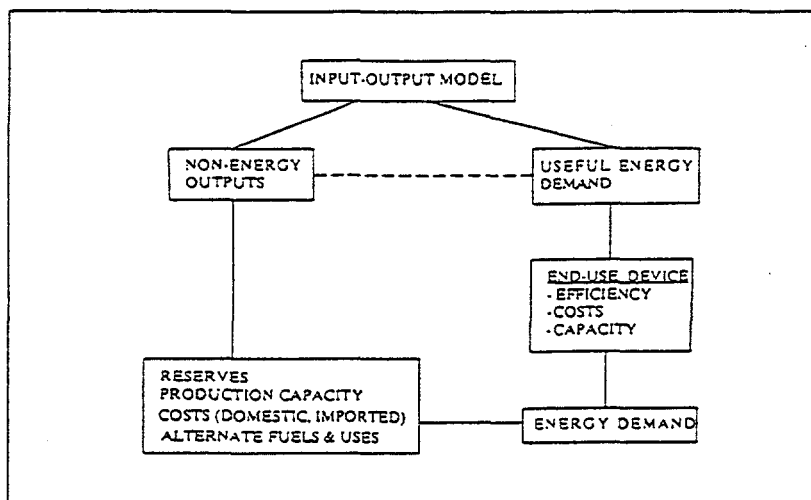 INPUT-OUTPUT MODEL
NON-ENERGY
OUTPUTS
USEFUL ENERGY
DEMAND
END-USE DEVICE
- EFFICIENCY
- COSTS
- CAPACITY
RESERVES
PRODUCTION CAPACITY
COSTS (DOMESTIC, IMPORTED)
ALTERNATE FUELS & USES
ENERGY DEMAND